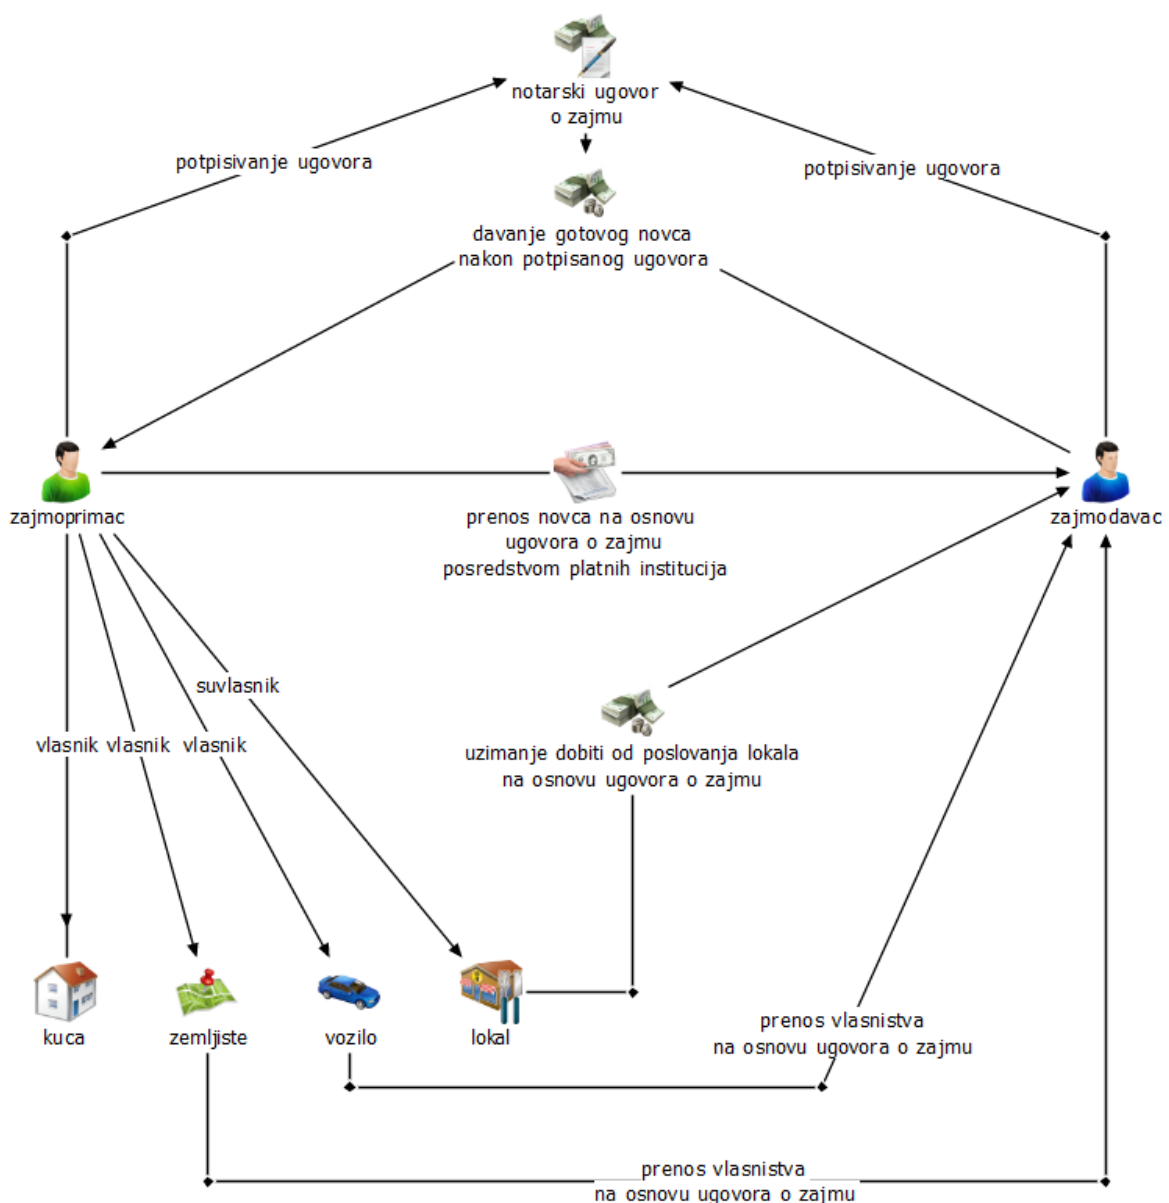 notarski ugovor
o zajmu
potpisivanje ugovora
potpisivanje ugovora
davanje gotovog novca
nakon potpisanog ugovora
zajmoprimac
zajmodavac
prenos novca na osnovu
ugovora o zajmu
posredstvom platnih institucija
suvlasnik
vlasnik vlasnik vlasnik
uzimanje dobiti od poslovanja lokala
na osnovu ugovora o zajmu
kuca
zemljiste
vozilo
lokal
prenos vlasnistva
na osnovu ugovora o zajmu
prenos vlasnistva
na osnovu ugovora o zajmu